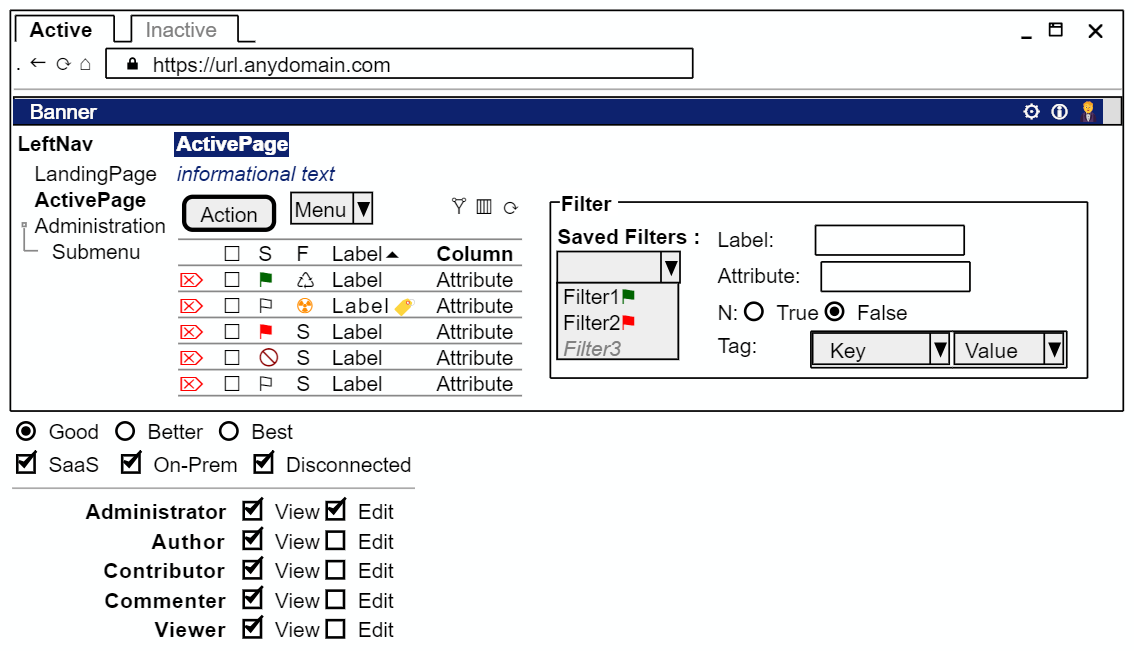 Active Inactive
https://url.anydomain.com
Banner
LeftNav
LandingPage
ActivePage
Administration
Submenu
ActivePage
informational text
Action Menu
S F Label Column
Label Attribute
Label Attribute
S Label Attribute
S Label Attribute
S Label Attribute
Filter
Saved Filters :
Filter1
Filter2
Filter3
Label:
Attribute:
N: True False
Tag: Key Value
Good Better Best
SaaS On-Prem Disconnected
Administrator View Edit
Author View Edit
Contributor View Edit
Commenter View Edit
Viewer View Edit